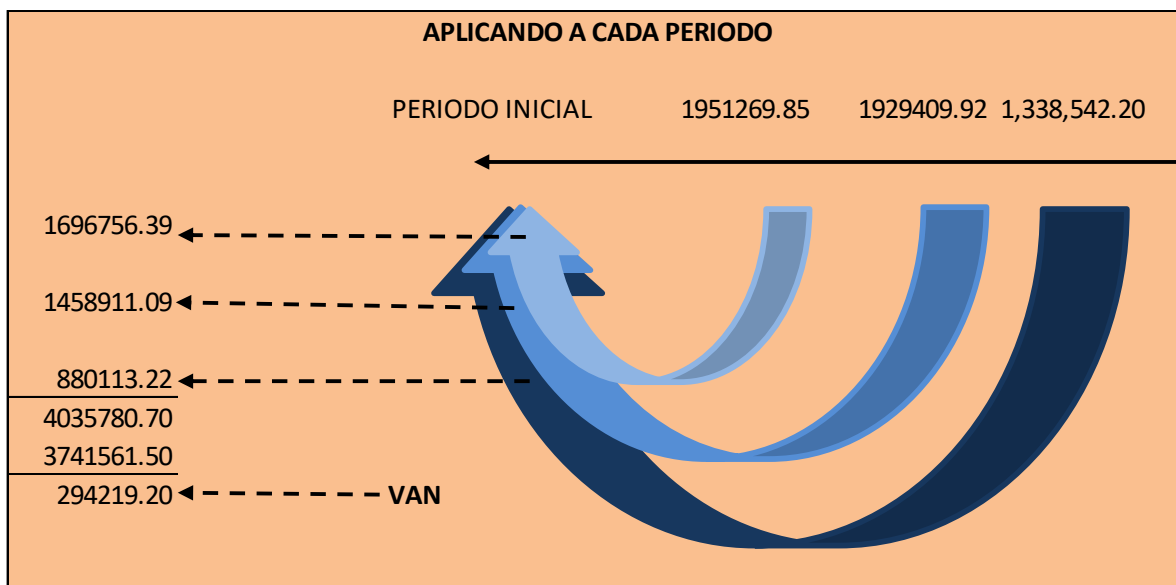 APLICANDO A CADA PERIODO
PERIODO INICIAL 1951269.85 1929409.92 1,338,542.20
1696756.39
1458911.09
880113.22
4035780.70
3741561.50
294219.20 VAN